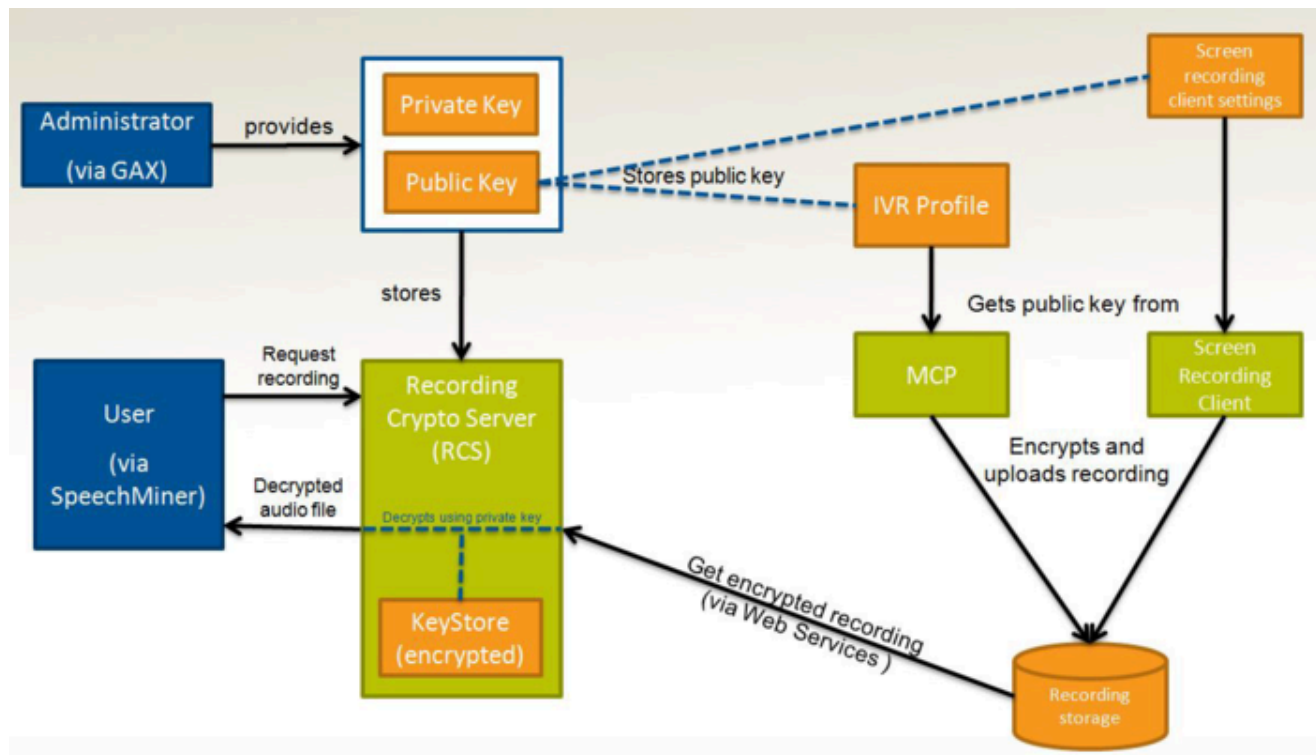 Administrator
(via GAX)
provides
Private Key
Public Key
Stores public key
Screen
recording
client settings
IVR Profile
stores
Gets public key from
User
(via
SpeechMiner)
Request
recording
Decrypted
audio file
Recording
Crypto Server
(RCS)
Decrypts using private key
KeyStore
(encrypted)
MCP
Screen
Recording
Client
Encrypts and
uploads recording
Get encrypted recording
(via Web Services )
Recording
storage